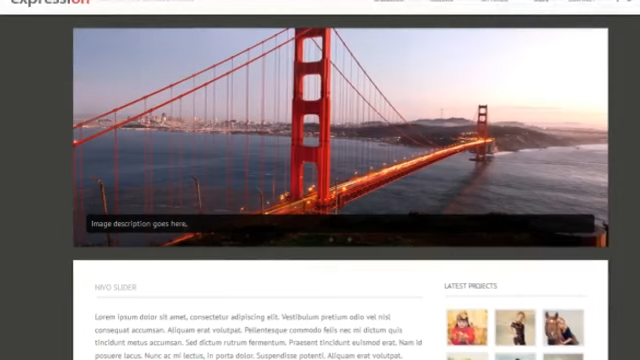 expression
Image description goes here.
NIVO SLIDER
LATEST PROJECTS
Lorem ipsum dolor sit amet, consectetur adipiscing elit. Vestibulum pretium odio vel nisl
consequat accumsan. Aliquam erat volutpat. Pellentesque commodo felis nec mi dictum quis
tincidunt metus accumsan. Sed dictum rutrum fermentum. Praesent tincidunt euismod erat. Nam id
posuere lacus. Nunc ac mi lectus, in porta dolor. Suspendisse potenti. Aliquam erat volutpat.